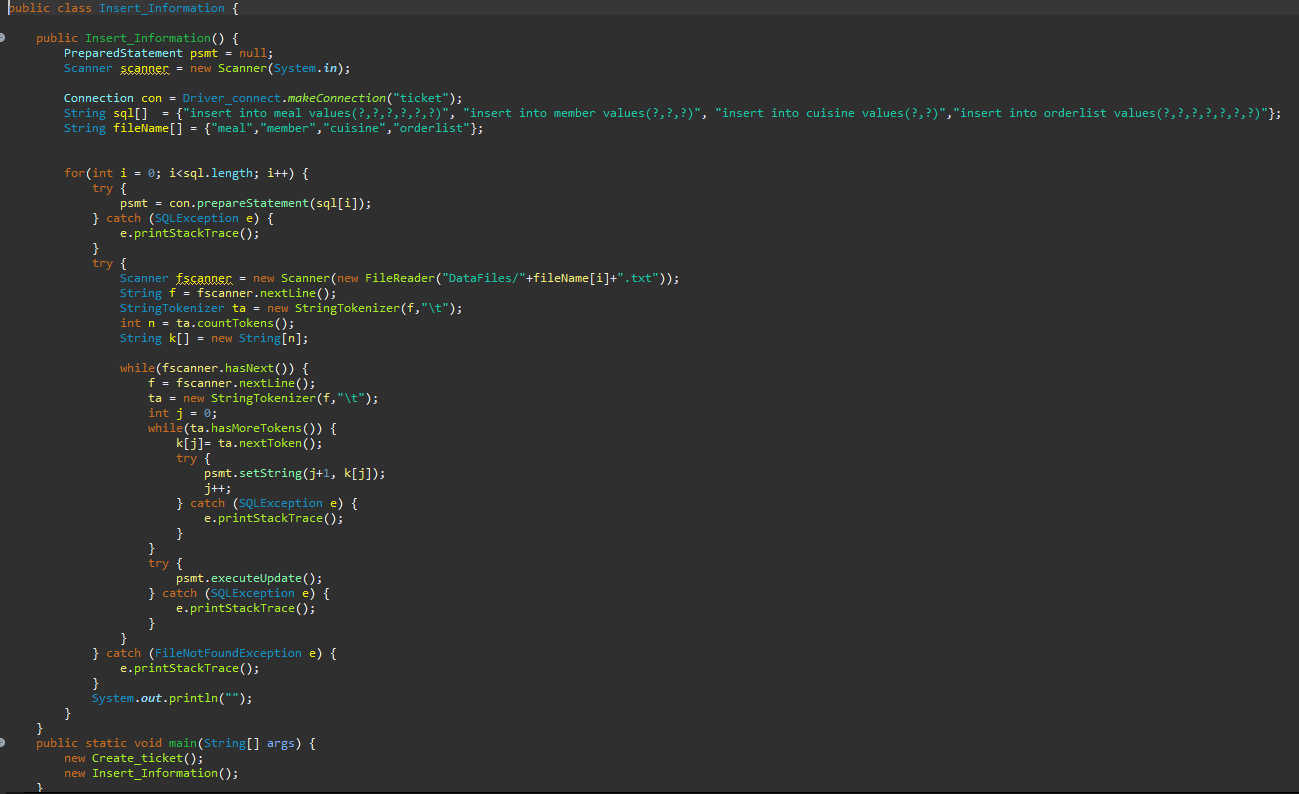 public class Insert_Information {
public Insert_Information() {
PreparedStatement psmt = null;
Scanner scanner = new Scanner(System.in);
Connection con = Driver_connect.makeConnection("ticket");
String sql[]  = {"insert into meal values(?,?,?,?,?,?)", "insert into member values(?,?,?)", "insert into cuisine values(?,?)","insert into orderlist values(?,?,?,?,?,?,?)"};
String fileName[] = {"meal","member","cuisine","orderlist"};
for(int i = 0; i<sql.length; i++) {
try {
psmt = con.prepareStatement(sql[i]);
} catch (SQLException e) {
e.printStackTrace();
}
try {
Scanner fscanner = new Scanner(new FileReader("DataFiles/"+fileName[i]+".txt"));
String f = fscanner.nextLine();
StringTokenizer ta = new StringTokenizer(f,"\t");
int n = ta.countTokens();
String k[] = new String[n];
while(fscanner.hasNext()) {
f = fscanner.nextLine();
ta = new StringTokenizer(f,"\t");
int j = 0;
while(ta.hasMoreTokens()) {
k[j]= ta.nextToken();
try {
psmt.setString(j+1, k[j]);
j++;
} catch (SQLException e) {
e.printStackTrace();
}
}
try {
psmt.executeUpdate();
} catch (SQLException e) {
e.printStackTrace();
}
}
} catch (FileNotFoundException e) {
e.printStackTrace();
}
System.out.println("");
}
}
public static void main(String[] args) {
new Create_ticket();
new Insert_Information();
}